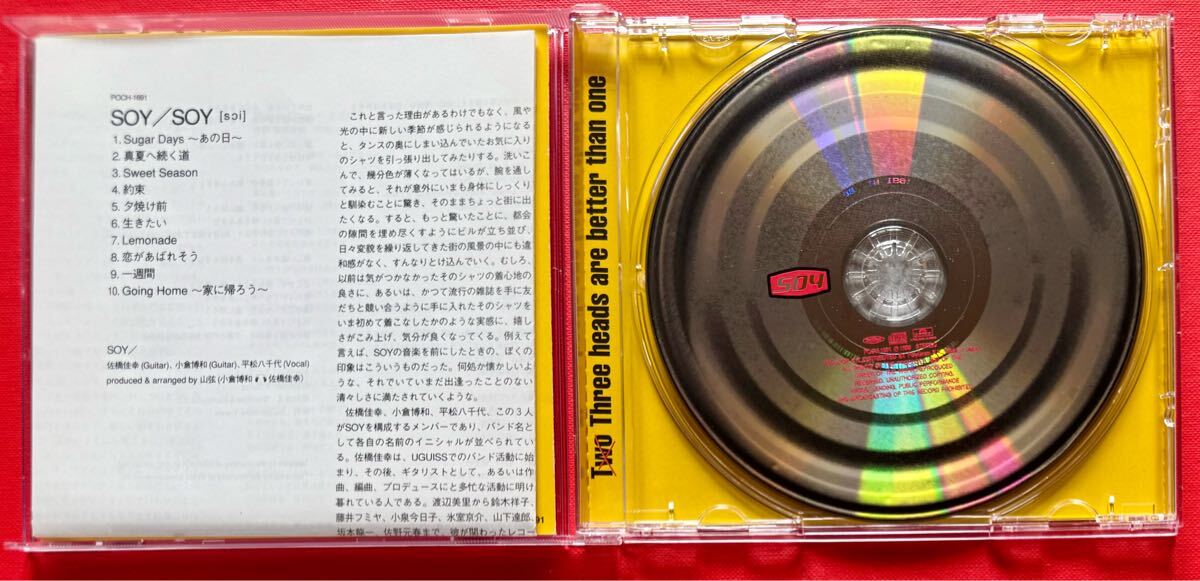 POCH-1691
SOY／SOY [sɔi]
1. Sugar Days 〜あの日〜
2. 真夏へ続く道
3. Sweet Season
4. 約束
5. 夕焼け前
6. 生きたい
7. Lemonade
8. 恋があばれそう
9. 一週間
10. Going Home 〜家に帰ろう〜
SOY／
佐橋佳幸 (Guitar), 小倉博和 (Guitar), 平松八千代 (Vocal)
produced & arranged by 山弦 (小倉博和 佐橋佳幸)
これと言った理由があるわけでもなく、風や
光の中に新しい季節が感じられるようになる
と、タンスの奥にしまい込んでいたお気に入り
のシャツを引っ張り出してみたりする。洗いこ
んで、幾分色が薄くなってはいるが、腕を通し
てみると、それが意外にいまも身体にしっくり
と馴染むことに驚き、そのままちょっと街に出
たくなる。すると、もっと驚いたことに、都会
の隙間を埋め尽くすようにビルが立ち並び、
日々変貌を繰り返してきた街の風景の中にも違
和感がなく、すんなりとけ込んでいく。むしろ、
以前は気がつかなかったそのシャツの着心地の
良さに、あるいは、かつて流行の雑誌を手に友
だちと競い合うように手に入れたそのシャツを
いま初めて着こなしたかのような実感に、嬉し
さがこみ上げ、気分が良くなってくる。例えて
言えば、SOYの音楽を前にしたときの、ぼくの
印象はこういうものだった。何処か懐かしいよ
うな、それでいていまだ出逢ったことのない
清々しさに満たされていくような。
佐橋佳幸、小倉博和、平松八千代、この３人
がSOYを構成するメンバーであり、バンド名と
して各自の名前のイニシャルが並べられてい
る。佐橋佳幸は、UGUISSでのバンド活動に始
まり、その後、ギタリストとして、あるいは作
曲、編曲、プロデュースにと多忙な活動に明け
暮れている人である。渡辺美里から鈴木祥子、
藤井フミヤ、小泉今日子、氷室京介、山下達郎、
坂本龍一、佐野元春まで、彼が関わったレコー
91
Two Three heads are better than one
SOY